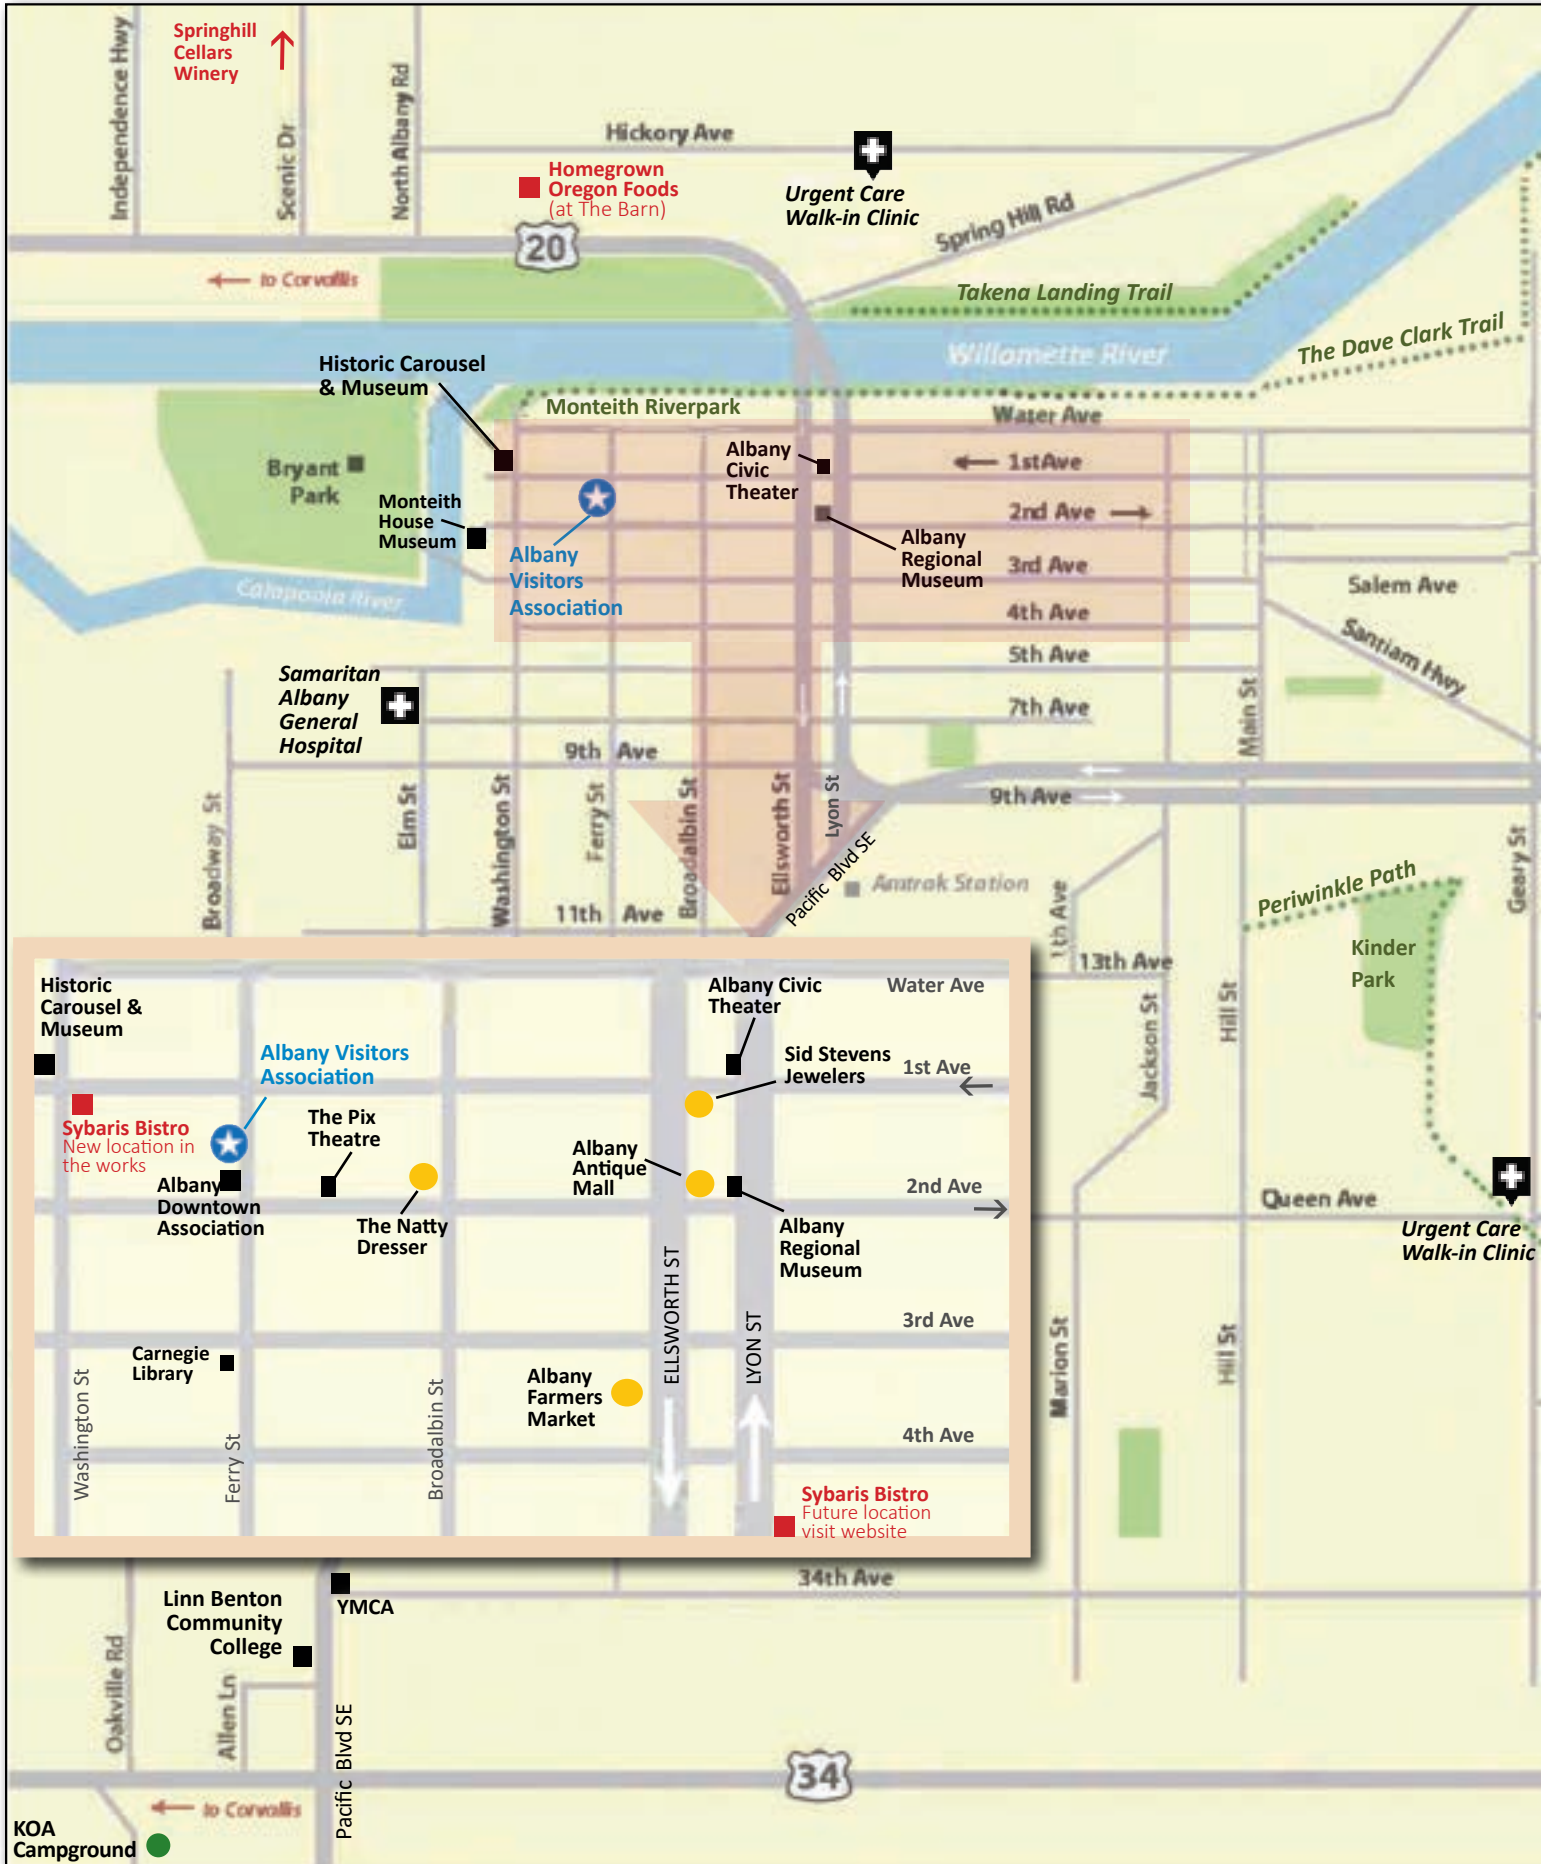 Springhill
Cellars
Winery
Independence Hwy
Scenic Dr
North Albany Rd
Hickory Ave
Homegrown
Oregon Foods
(at The Barn)
Urgent Care
Walk-in Clinic
Spring Hill Rd
20
to Corvallis
Takena Landing Trail
Willamette River
The Dave Clark Trail
Historic Carousel
& Museum
Monteith Riverpark
Water Ave
Bryant
Park
Albany
Civic
Theater
1st Ave
Monteith
House
Museum
2nd Ave
Albany
Visitors
Association
Albany
Regional
Museum
3rd Ave
Salem Ave
Calapooia River
4th Ave
Santiam Hwy
5th Ave
Samaritan
Albany
General
Hospital
7th Ave
Main St
9th Ave
Broadway St
Elm St
Washington St
Ferry St
Broadalbin St
Ellsworth St
Lyon St
9th Ave
Pacific Blvd SE
Amtrak Station
Geary St
Periwinkle Path
11th Ave
1th Ave
Kinder
Park
13th Ave
Jackson St
Hill St
Historic
Carousel &
Museum
Albany Civic
Theater
Water Ave
Albany Visitors
Association
Sid Stevens
Jewelers
1st Ave
Sybaris Bistro
New location in
the works
The Pix
Theatre
Albany
Antique
Mall
Albany
Downtown
Association
2nd Ave
The Natty
Dresser
Albany
Regional
Museum
Queen Ave
Urgent Care
Walk-in Clinic
ELLSWORTH ST
LYON ST
3rd Ave
Carnegie
Library
Albany
Farmers
Market
Washington St
Ferry St
Broadalbin St
4th Ave
Marion St
Hill St
Sybaris Bistro
Future location
visit website
34th Ave
YMCA
Linn Benton
Community
College
Oakville Rd
Allen Ln
Pacific Blvd SE
34
to Corvallis
KOA
Campground